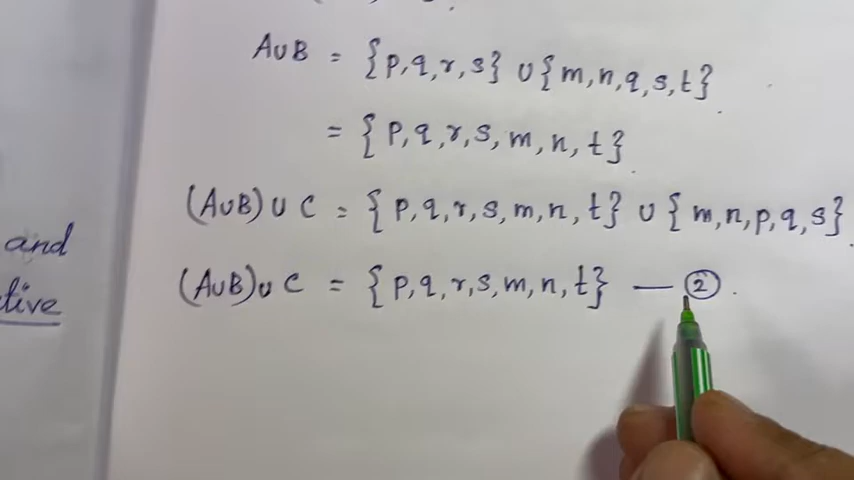 A∪B = {p,q,r,s} ∪ {m,n,q,s,t}
= {p,q,r,s,m,n,t}
(A∪B)∪ C = {p,q,r,s,m,n,t} ∪ {m,n,p,q,s}
and
(A∪B)∪ C = {p,q,r,s,m,n,t} — ②
tive